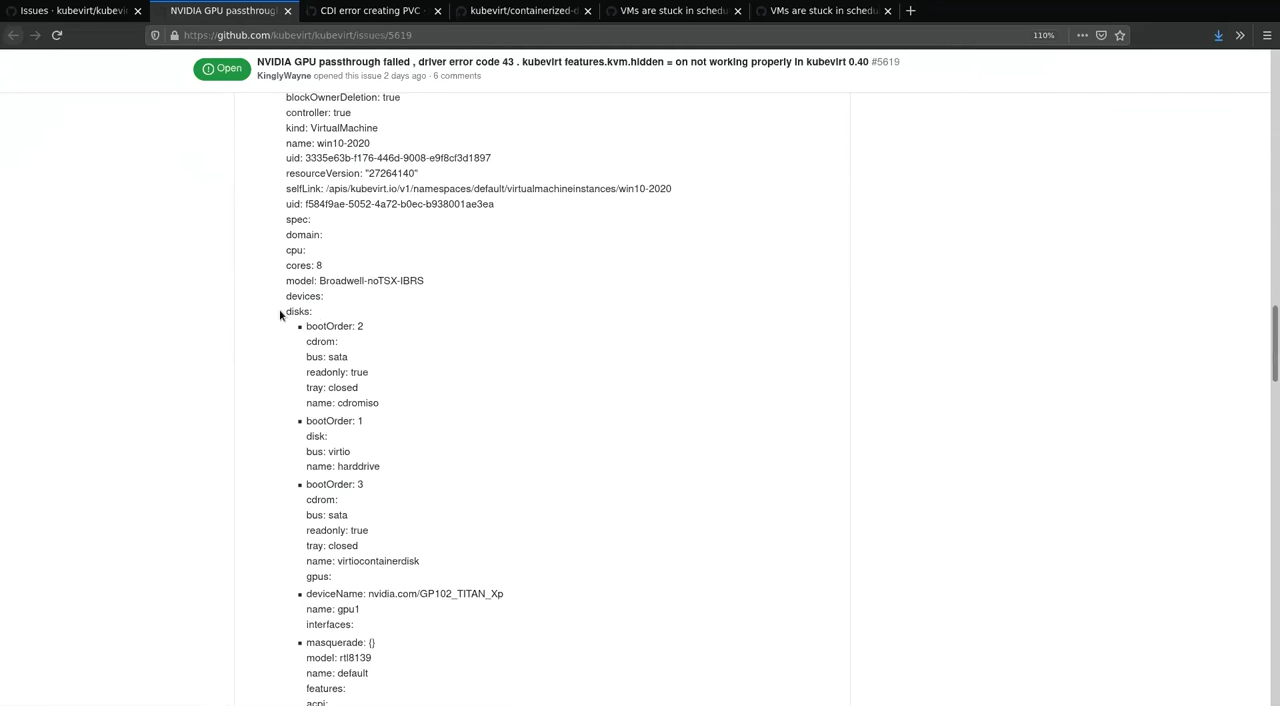 Issues · kubevirt/kubevir
NVIDIA GPU passthroug
CDI error creating PVC ·
kubevirt/containerized-d
VMs are stuck in schedu
VMs are stuck in schedu
https://github.com/kubevirt/kubevirt/issues/5619
110%
Open
NVIDIA GPU passthrough failed , driver error code 43 . kubevirt features.kvm.hidden = on not working properly in kubevirt 0.40 #5619
KinglyWayne opened this issue 2 days ago · 6 comments
blockOwnerDeletion: true
controller: true
kind: VirtualMachine
name: win10-2020
uid: 3335e63b-f176-446d-9008-e9f8cf3d1897
resourceVersion: "27264140"
selfLink: /apis/kubevirt.io/v1/namespaces/default/virtualmachineinstances/win10-2020
uid: f584f9ae-5052-4a72-b0ec-b938001ae3ea
spec:
domain:
cpu:
cores: 8
model: Broadwell-noTSX-IBRS
devices:
disks:
▪ bootOrder: 2
cdrom:
bus: sata
readonly: true
tray: closed
name: cdromiso
▪ bootOrder: 1
disk:
bus: virtio
name: harddrive
▪ bootOrder: 3
cdrom:
bus: sata
readonly: true
tray: closed
name: virtiocontainerdisk
gpus:
▪ deviceName: nvidia.com/GP102_TITAN_Xp
name: gpu1
interfaces:
▪ masquerade: {}
model: rtl8139
name: default
features:
acpi: